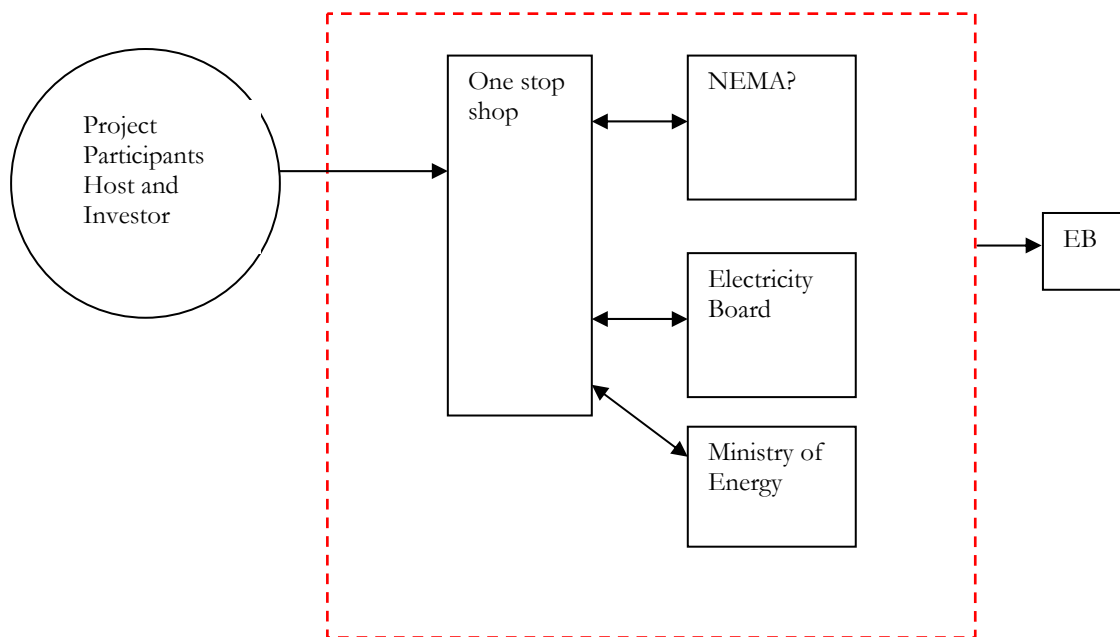 Project
Participants
Host and
Investor
One stop
shop
NEMA?
Electricity
Board
Ministry of
Energy
EB